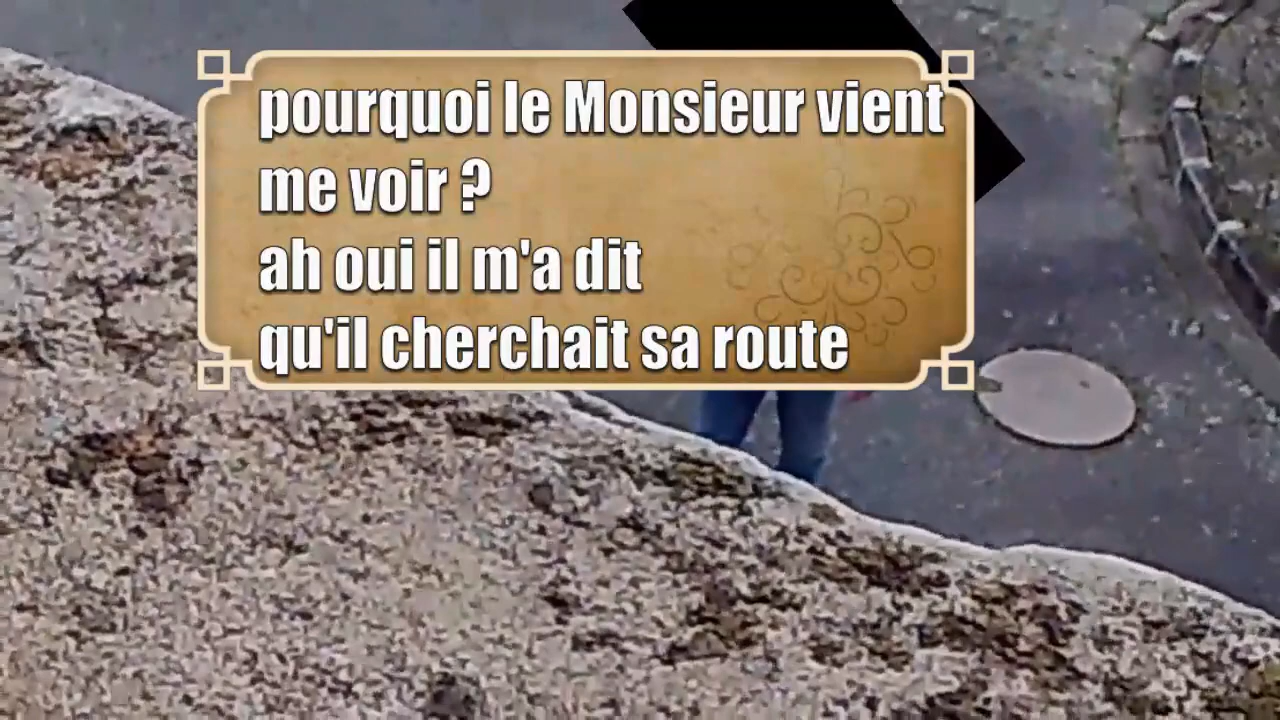 pourquoi le Monsieur vient
me voir ?
ah oui il m'a dit
qu'il cherchait sa route